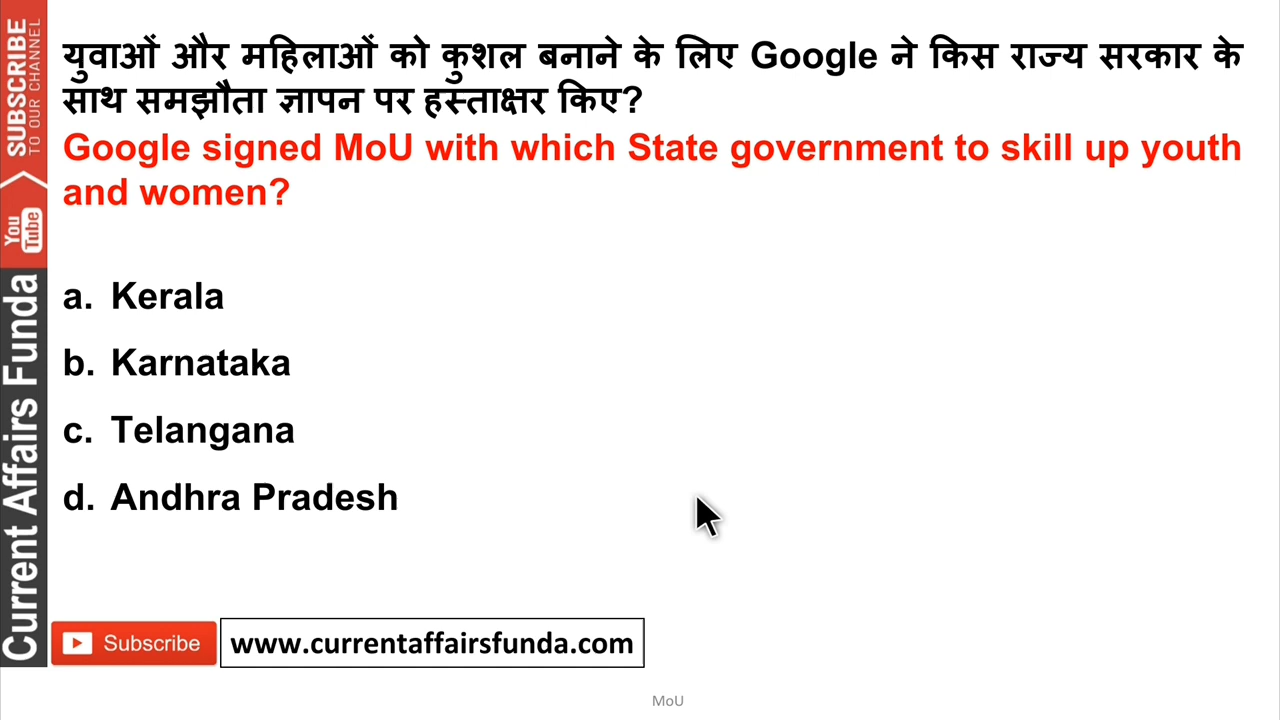 युवाओं और महिलाओं को कुशल बनाने के लिए Google ने किस राज्य सरकार के
साथ समझौता ज्ञापन पर हस्ताक्षर किए?
Google signed MoU with which State government to skill up youth
and women?
a. Kerala
b. Karnataka
c. Telangana
d. Andhra Pradesh
SUBSCRIBE
TO OUR CHANNEL
You
Tube
Current Affairs Funda
Subscribe
www.currentaffairsfunda.com
MoU